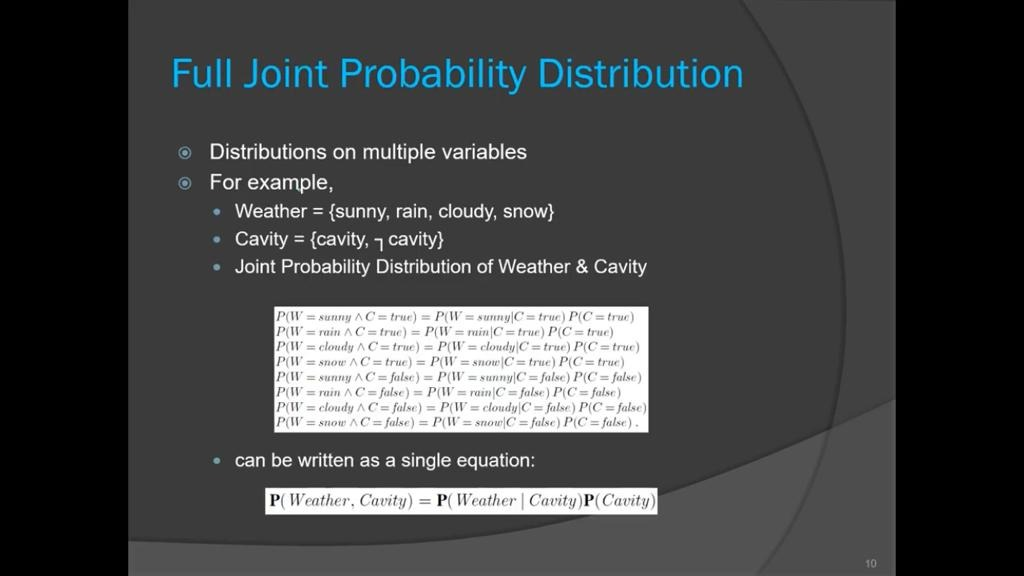 Full Joint Probability Distribution
Distributions on multiple variables
For example,
Weather = {sunny, rain, cloudy, snow}
Cavity = {cavity, ┐cavity}
Joint Probability Distribution of Weather & Cavity
P(W = sunny ∧ C = true) = P(W = sunny|C = true) P(C = true)
P(W = rain ∧ C = true) = P(W = rain|C = true) P(C = true)
P(W = cloudy ∧ C = true) = P(W = cloudy|C = true) P(C = true)
P(W = snow ∧ C = true) = P(W = snow|C = true) P(C = true)
P(W = sunny ∧ C = false) = P(W = sunny|C = false) P(C = false)
P(W = rain ∧ C = false) = P(W = rain|C = false) P(C = false)
P(W = cloudy ∧ C = false) = P(W = cloudy|C = false) P(C = false)
P(W = snow ∧ C = false) = P(W = snow|C = false) P(C = false) .
can be written as a single equation:
P( Weather, Cavity) = P( Weather | Cavity)P(Cavity)
10